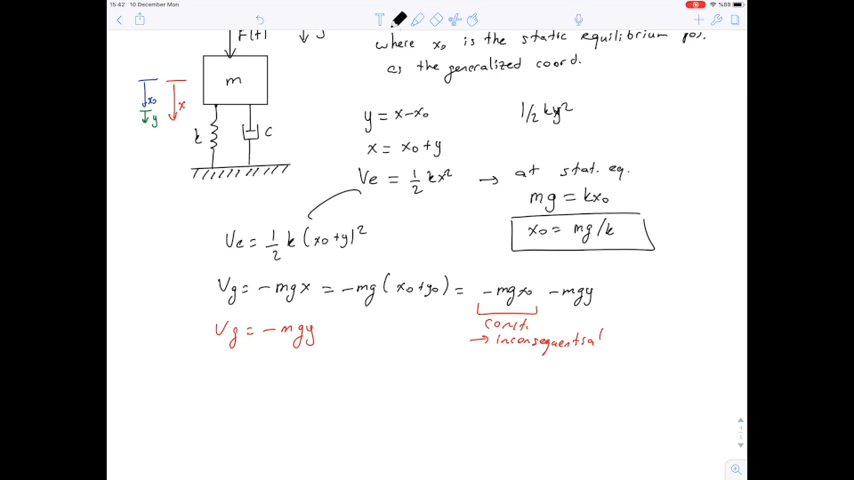 15.42 10 December Mon
%88
F(t)
g
where x₀ is the static equilibrium pos.
as the generalized coord.
m
x₀
x
y
k
c
y = x-x₀
1/2 ky²
x = x₀+y
Ve = 1/2 kx² → at stat. eq.
mg = kx₀
x₀ = mg/k
Ve = 1/2 k (x₀+y)²
Vg = -mgx = -mg(x₀+y₀) = -mgx₀ -mgy
const.
Vg = -mgy
→ inconsequential